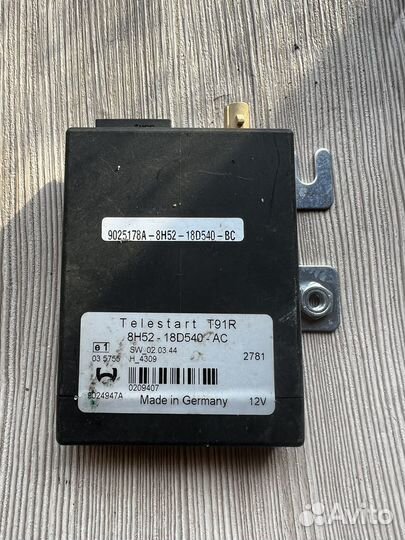 9025178A-8H52-18D540-BC
Telestart T91R
8H52-18D540-AC
e1 SW_02.03.44
03 5755 H_4309 2781
0209407
9024947A Made in Germany 12V
Avito